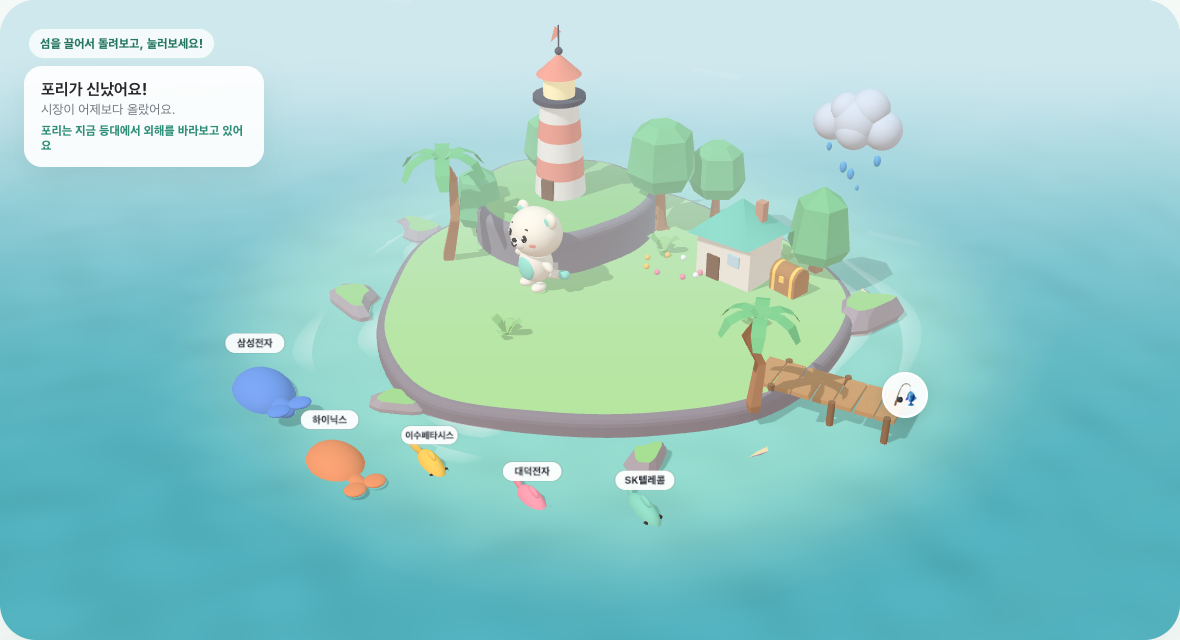 섬을 끌어서 돌려보고, 눌러보세요!
포리가 신났어요!
시장이 어제보다 올랐어요.
포리는 지금 등대에서 외해를 바라보고 있어
요
삼성전자
하이닉스
이수페타시스
대덕전자
SK텔레콤